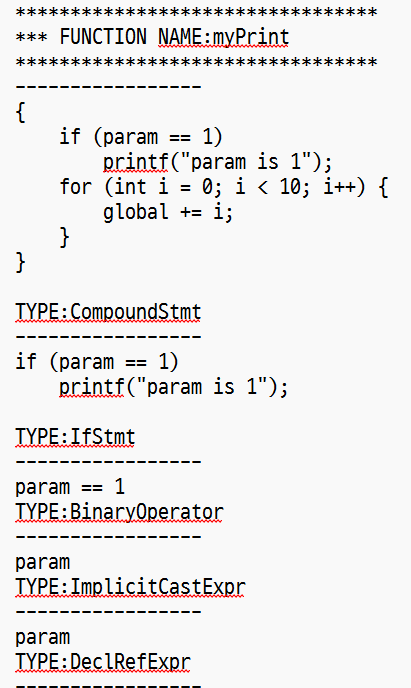 *********************************
*** FUNCTION NAME:myPrint
*********************************
-----------------
{
    if (param == 1)
        printf("param is 1");
    for (int i = 0; i < 10; i++) {
        global += i;
    }
}

TYPE:CompoundStmt
-----------------
if (param == 1)
    printf("param is 1");

TYPE:IfStmt
-----------------
param == 1
TYPE:BinaryOperator
-----------------
param
TYPE:ImplicitCastExpr
-----------------
param
TYPE:DeclRefExpr
-----------------